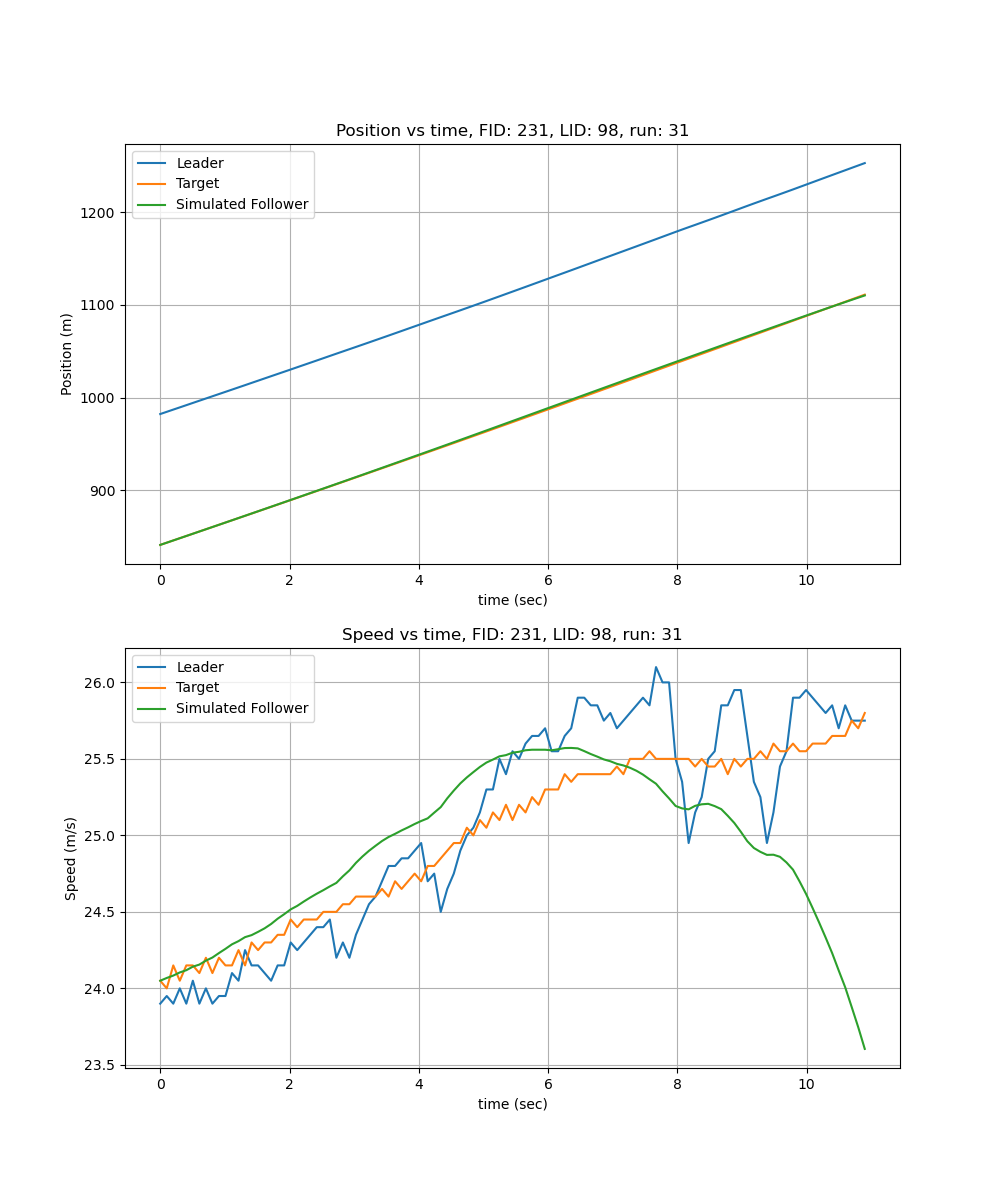 Position vs time, FID: 231, LID: 98, run: 31
Leader
Target
Simulated Follower
1200
1100
1000
900
Position (m)
0 2 4 6 8 10
time (sec)
Speed vs time, FID: 231, LID: 98, run: 31
Leader
Target
Simulated Follower
26.0
25.5
25.0
24.5
24.0
23.5
Speed (m/s)
0 2 4 6 8 10
time (sec)